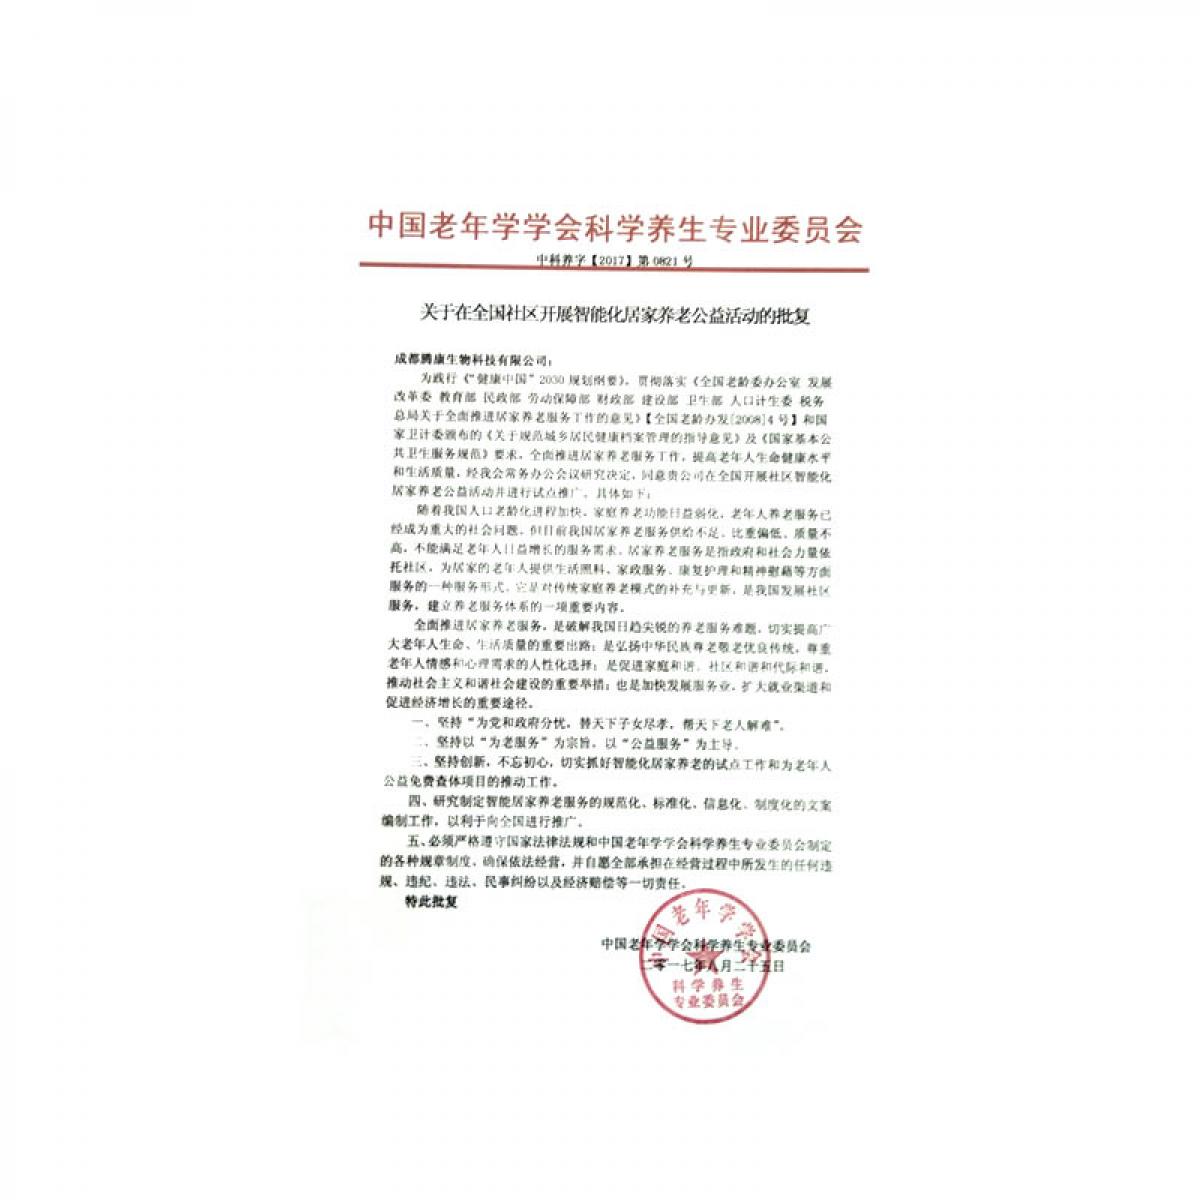 中国老年学学会科学养生专业委员会
中科养字【2017】第0821号
关于在全国社区开展智能化居家养老公益活动的批复
成都腾康生物科技有限公司：
为践行《“健康中国”2030规划纲要》，贯彻落实《全国老龄委办公室 发展
改革委 教育部 民政部 劳动保障部 财政部 建设部 卫生部 人口计生委 税务
总局关于全面推进居家养老服务工作的意见》【全国老龄办发[2008]4号】和国
家卫计委颁布的《关于规范城乡居民健康档案管理的指导意见》及《国家基本公
共卫生服务规范》要求，全面推进居家养老服务工作，提高老年人生命健康水平
和生活质量，经我会常务办公会议研究决定，同意贵公司在全国开展社区智能化
居家养老公益活动并进行试点推广。具体如下：
随着我国人口老龄化进程加快，家庭养老功能日益弱化，老年人养老服务已
经成为重大的社会问题，但目前我国居家养老服务供给不足、比重偏低、质量不
高，不能满足老年人日益增长的服务需求。居家养老服务是指政府和社会力量依
托社区，为居家的老年人提供生活照料、家政服务、康复护理和精神慰藉等方面
服务的一种服务形式。它是对传统家庭养老模式的补充与更新，是我国发展社区
服务，建立养老服务体系的一项重要内容。
全面推进居家养老服务，是破解我国日趋尖锐的养老服务难题，切实提高广
大老年人生命、生活质量的重要出路；是弘扬中华民族尊老敬老优良传统，尊重
老年人情感和心理需求的人性化选择；是促进家庭和谐、社区和谐和代际和谐，
推动社会主义和谐社会建设的重要举措；也是加快发展服务业，扩大就业渠道和
促进经济增长的重要途径。
一、坚持“为党和政府分忧，替天下子女尽孝，帮天下老人解难”。
二、坚持以“为老服务”为宗旨，以“公益服务”为主导。
三、坚持创新，不忘初心，切实抓好智能化居家养老的试点工作和为老年人
公益免费查体项目的推动工作。
四、研究制定智能居家养老服务的规范化、标准化、信息化、制度化的文案
编制工作，以利于向全国进行推广。
五、必须严格遵守国家法律法规和中国老年学学会科学养生专业委员会制定
的各种规章制度，确保依法经营，并自愿全部承担在经营过程中所发生的任何违
规、违纪、违法、民事纠纷以及经济赔偿等一切责任。
特此批复
中国老年学学会科学养生专业委员会
二零一七年八月二十五日
中国老年学学会
科学养生
专业委员会